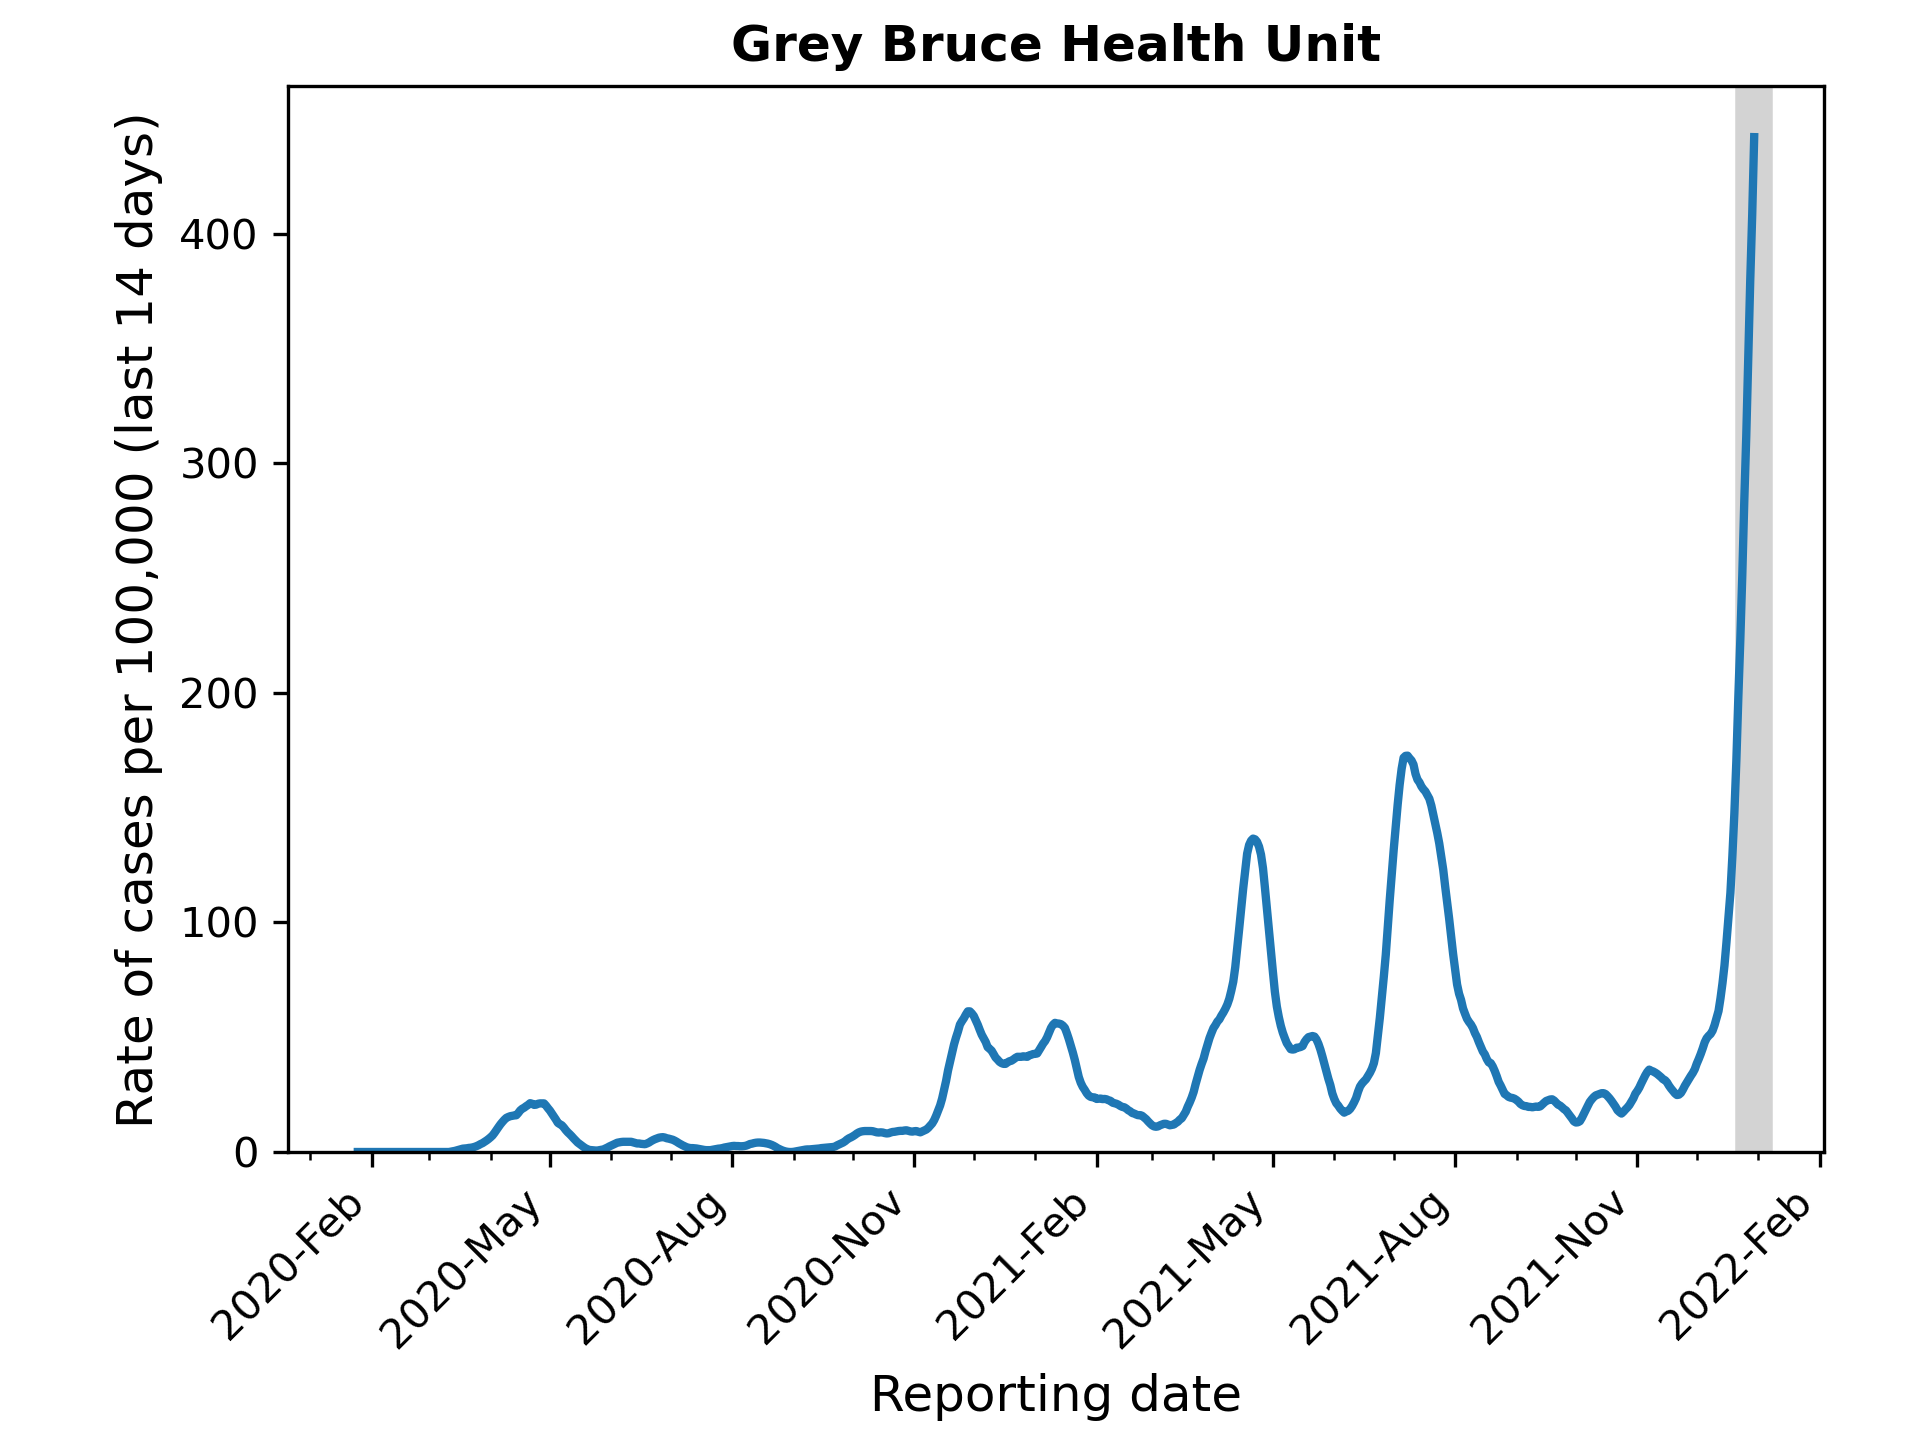 Grey Bruce Health Unit
Rate of cases per 100,000 (last 14 days)
400
300
200
100
0
2020-Feb
2020-May
2020-Aug
2020-Nov
2021-Feb
2021-May
2021-Aug
2021-Nov
2022-Feb
Reporting date